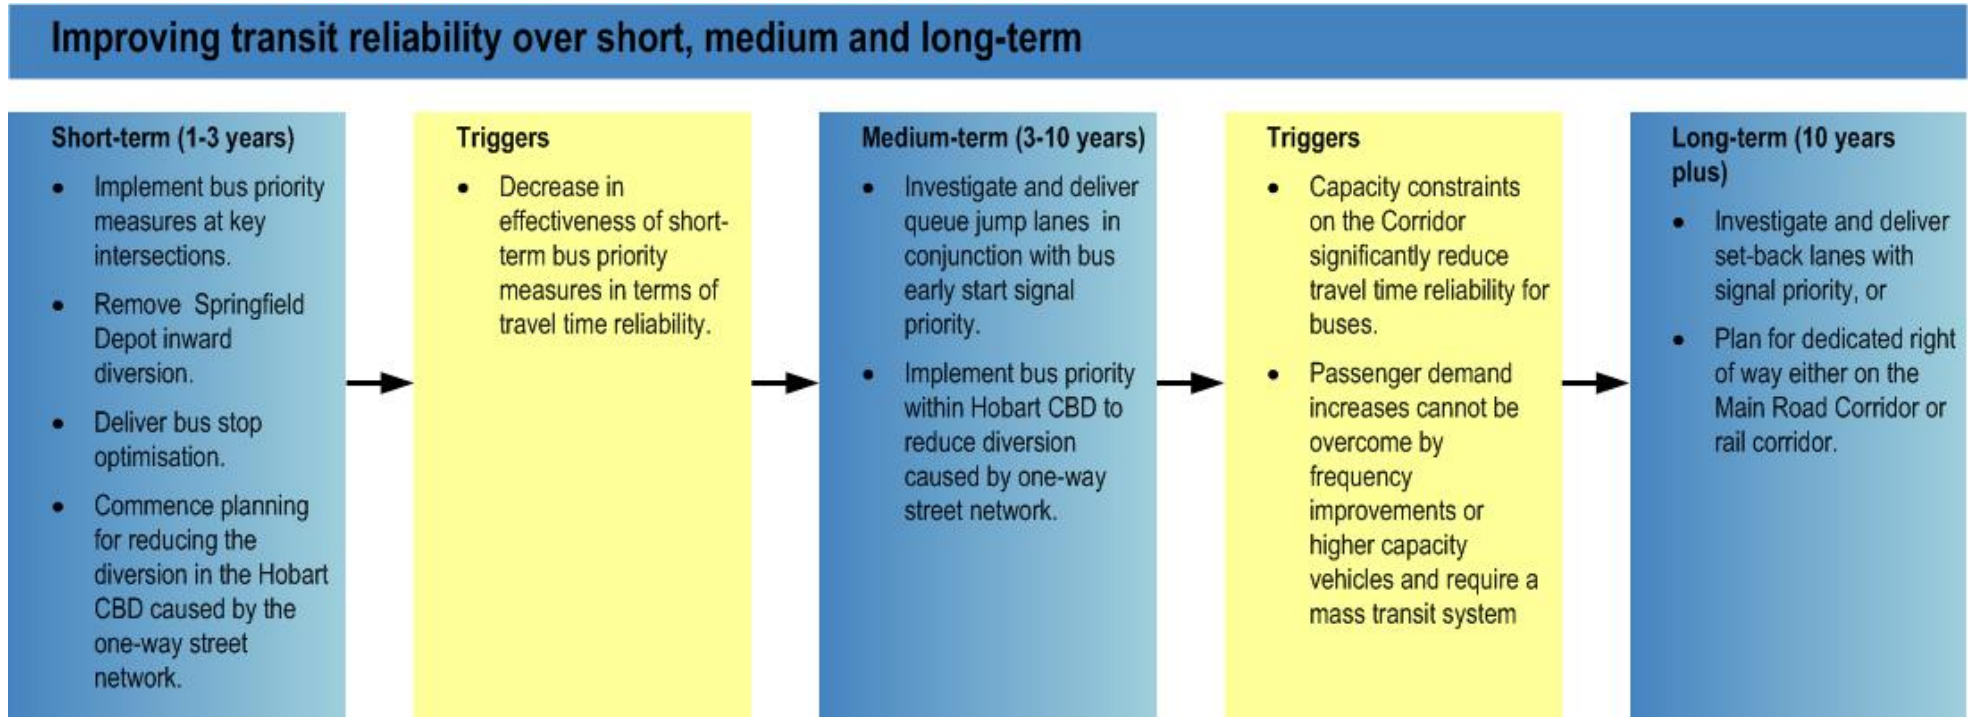 Improving transit reliability over short, medium and long-term
Short-term (1-3 years)
• Implement bus priority
measures at key
intersections.
• Remove Springfield
Depot inward
diversion.
• Deliver bus stop
optimisation.
• Commence planning
for reducing the
diversion in the Hobart
CBD caused by the
one-way street
network.
Triggers
• Decrease in
effectiveness of short-
term bus priority
measures in terms of
travel time reliability.
Medium-term (3-10 years)
• Investigate and deliver
queue jump lanes in
conjunction with bus
early start signal
priority.
• Implement bus priority
within Hobart CBD to
reduce diversion
caused by one-way
street network.
Triggers
• Capacity constraints
on the Corridor
significantly reduce
travel time reliability for
buses.
• Passenger demand
increases cannot be
overcome by
frequency
improvements or
higher capacity
vehicles and require a
mass transit system
Long-term (10 years
plus)
• Investigate and deliver
set-back lanes with
signal priority, or
• Plan for dedicated right
of way either on the
Main Road Corridor or
rail corridor.